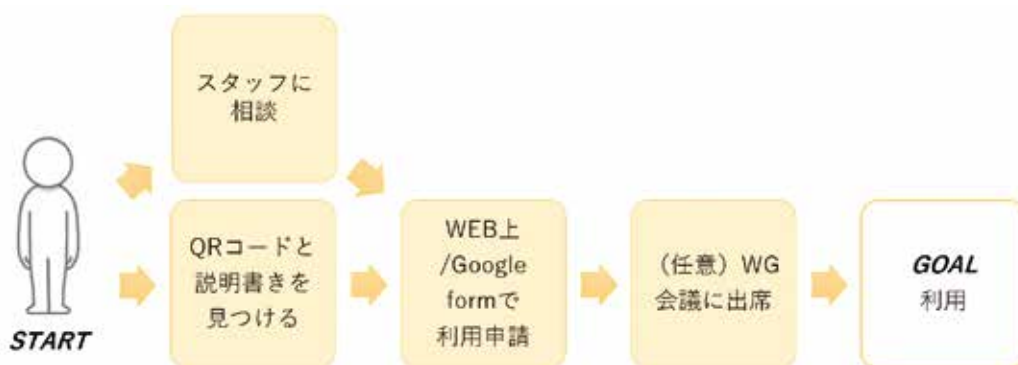 スタッフに
相談
START
QRコードと
説明書きを
見つける
WEB上
/Google
formで
利用申請
（任意）WG
会議に出席
GOAL
利用